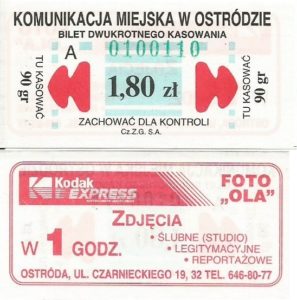 KOMUNIKACJA MIEJSKA W OSTRÓDZIE
BILET DWUKROTNEGO KASOWANIA
A 0100110
TU KASOWAĆ
90 gr
1,80 zł
90 gr
TU KASOWAĆ
ZACHOWAĆ DLA KONTROLI
Cz.Z.G. S.A.
Kodak
EXPRESS
FOTO
„OLA"
ZDJĘCIA
W 1 GODZ.
• ŚLUBNE (STUDIO)
• LEGITYMACYJNE
• REPORTAŻOWE
OSTRÓDA, UL. CZARNIECKIEGO 19, 32 TEL. 646-80-77